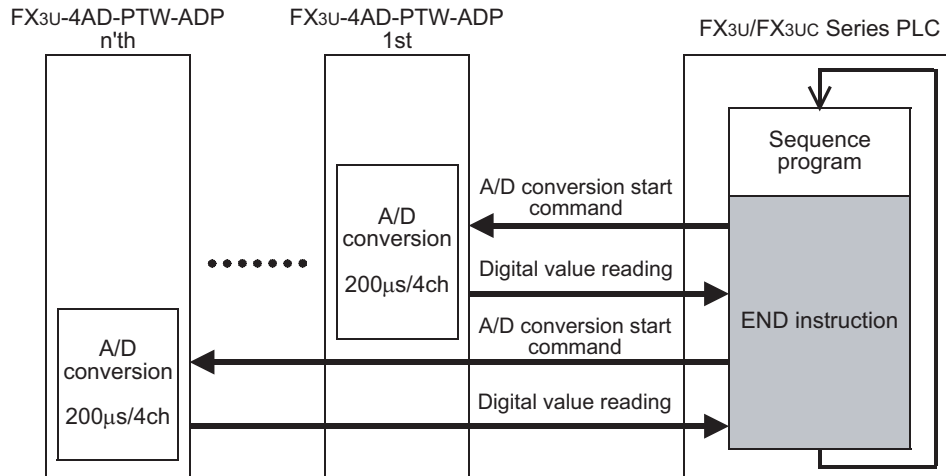 FX3U-4AD-PTW-ADP
n'th
FX3U-4AD-PTW-ADP
1st
FX3U/FX3UC Series PLC
Sequence
program
A/D conversion start
command
A/D
conversion
200µs/4ch
Digital value reading
END instruction
A/D conversion start
command
A/D
conversion
200µs/4ch
Digital value reading